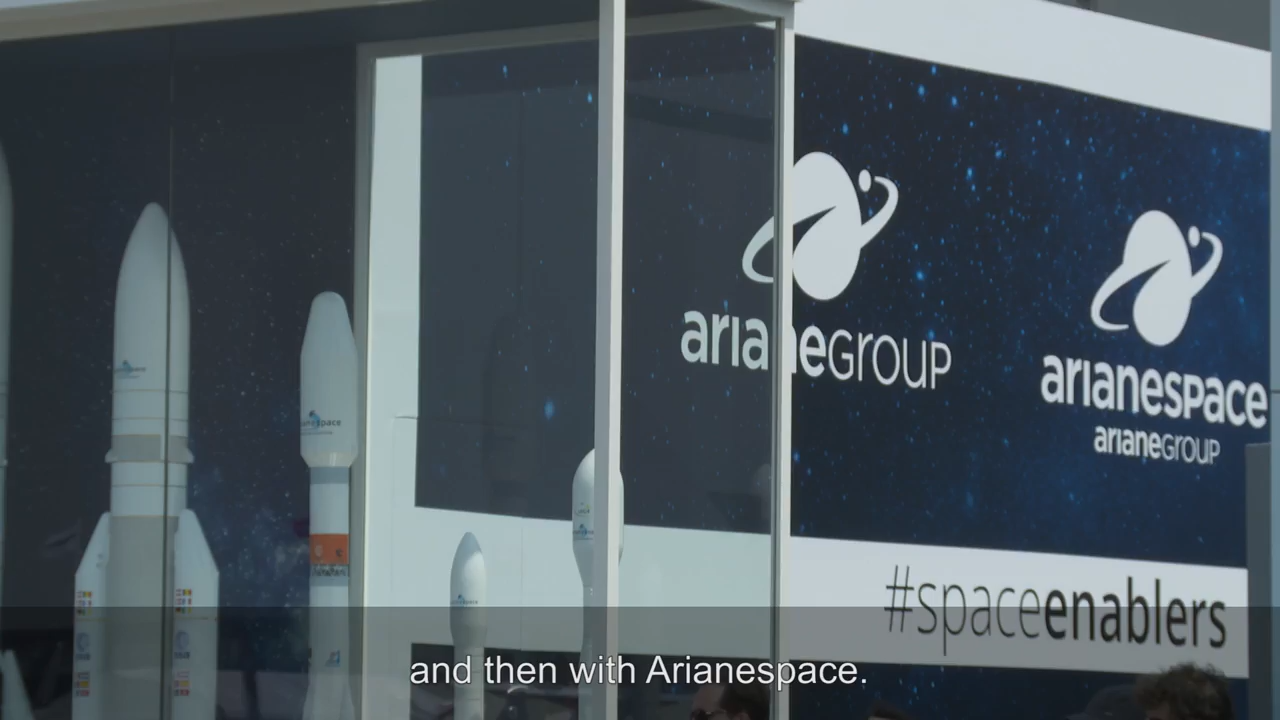 arianeGROUP
arianespace
arianeGROUP
#spaceenablers
and then with Arianespace.